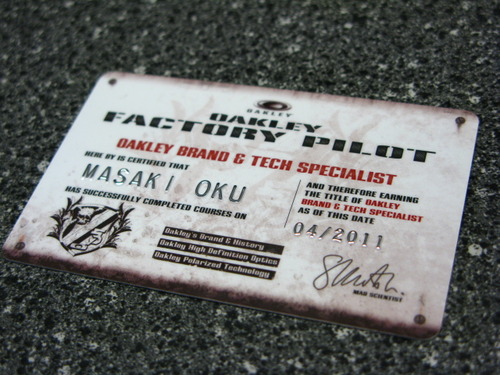 OAKLEY
OAKLEY
FACTORY PILOT
OAKLEY BRAND & TECH SPECIALIST
HERE BY IS CERTIFIED THAT
MASAKI OKU
HAS SUCCESSFULLY COMPLETED COURSES ON
Oakley's Brand & History
Oakley High Definition Optics
Oakley Polarized Technology
AND THEREFORE EARNING
THE TITLE OF OAKLEY
BRAND & TECH SPECIALIST
AS OF THIS DATE
04/2011
MAD SCIENTIST